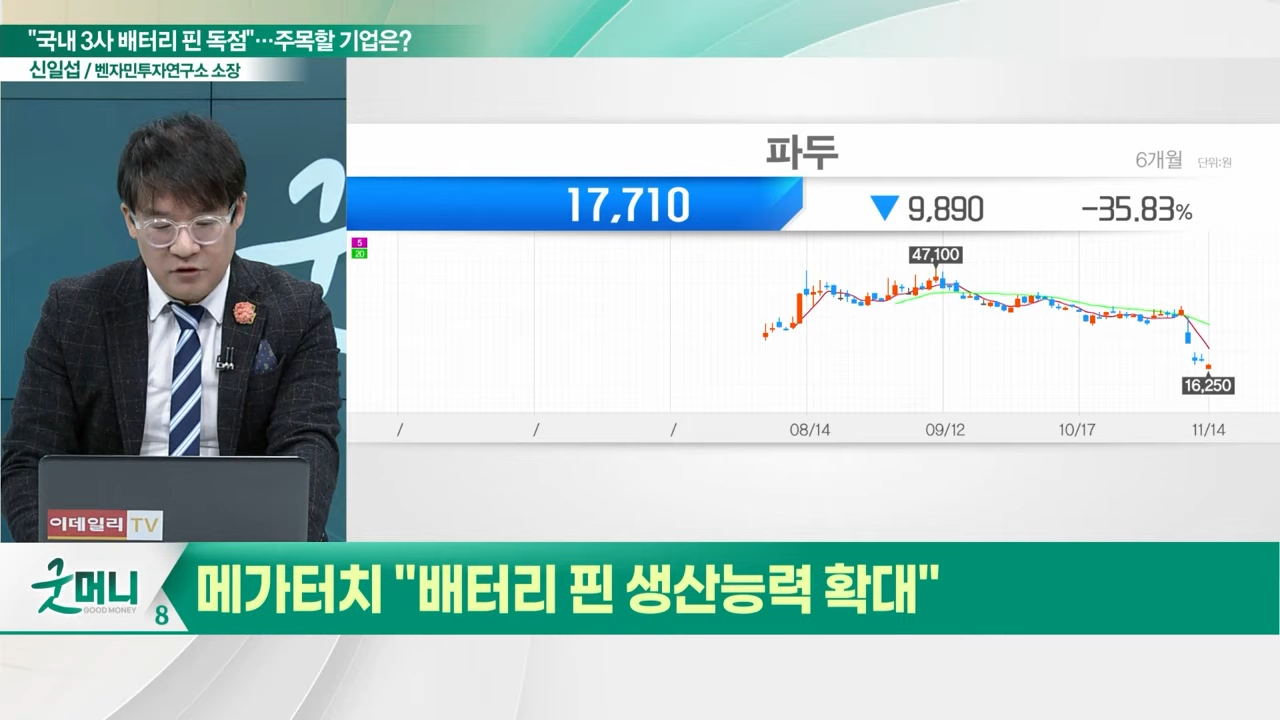 "국내 3사 배터리 핀 독점"…주목할 기업은?
신일섭 / 벤자민투자연구소 소장
파두
6개월 단위:원
17,710 ▼ 9,890 -35.83%
5
20
47,100
16,250
/ / / 08/14 09/12 10/17 11/14
이데일리 TV
굿머니
GOOD MONEY
8
메가터치 "배터리 핀 생산능력 확대"